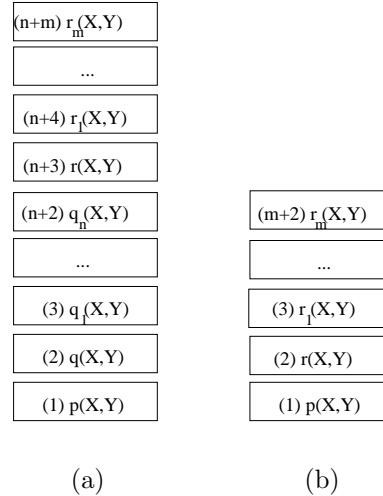 (n+m) r_m(X,Y)
...
(n+4) r_1(X,Y)
(n+3) r(X,Y)
(n+2) q_n(X,Y)
...
(3) q_1(X,Y)
(2) q(X,Y)
(1) p(X,Y)
(a)
(m+2) r_m(X,Y)
...
(3) r_1(X,Y)
(2) r(X,Y)
(1) p(X,Y)
(b)